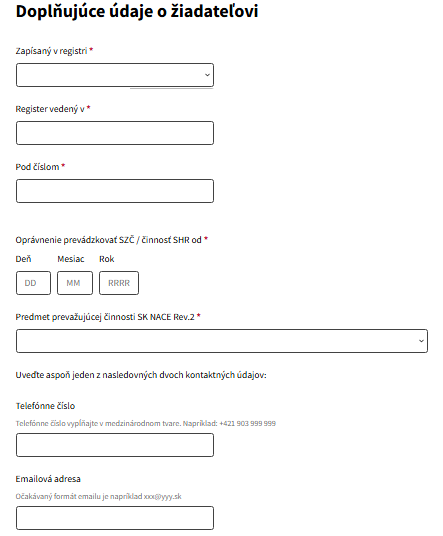 Doplňujúce údaje o žiadateľovi
Zapísaný v registri *
Register vedený v *
Pod číslom *
Oprávnenie prevádzkovať SZČ / činnosť SHR od *
Deň Mesiac Rok
DD MM RRRR
Predmet prevažujúcej činnosti SK NACE Rev.2 *
Uveďte aspoň jeden z nasledovných dvoch kontaktných údajov:
Telefónne číslo
Telefónne číslo vypĺňajte v medzinárodnom tvare. Napríklad: +421 903 999 999
Emailová adresa
Očakávaný formát emailu je napríklad xxx@yyy.sk